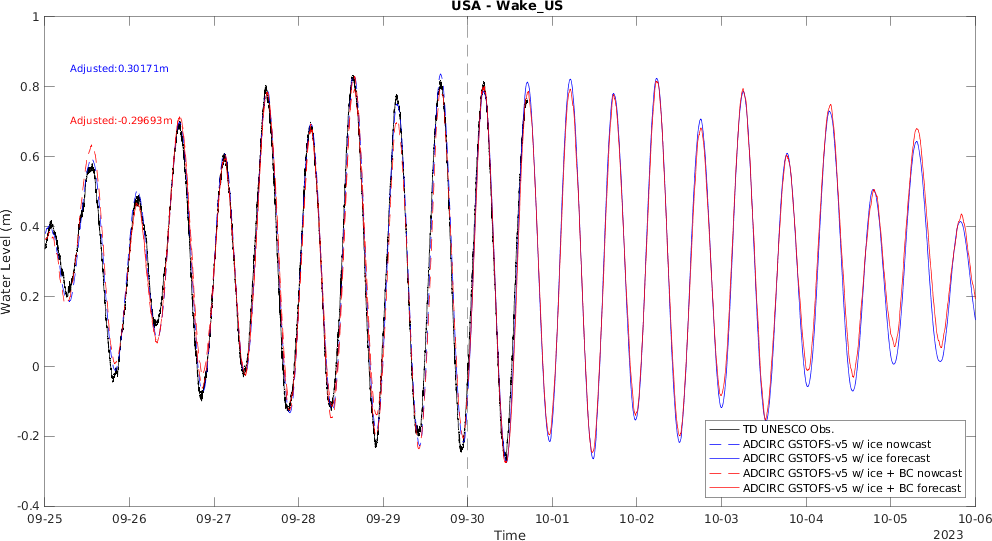 USA - Wake_US
Adjusted:0.30171m
Adjusted:-0.29693m
Water Level (m)
1
0.8
0.6
0.4
0.2
0
-0.2
-0.4
TD UNESCO Obs.
ADCIRC GSTOFS-v5 w/ ice nowcast
ADCIRC GSTOFS-v5 w/ ice forecast
ADCIRC GSTOFS-v5 w/ ice + BC nowcast
ADCIRC GSTOFS-v5 w/ ice + BC forecast
09-25 09-26 09-27 09-28 09-29 09-30 10-01 10-02 10-03 10-04 10-05 10-06
Time
2023